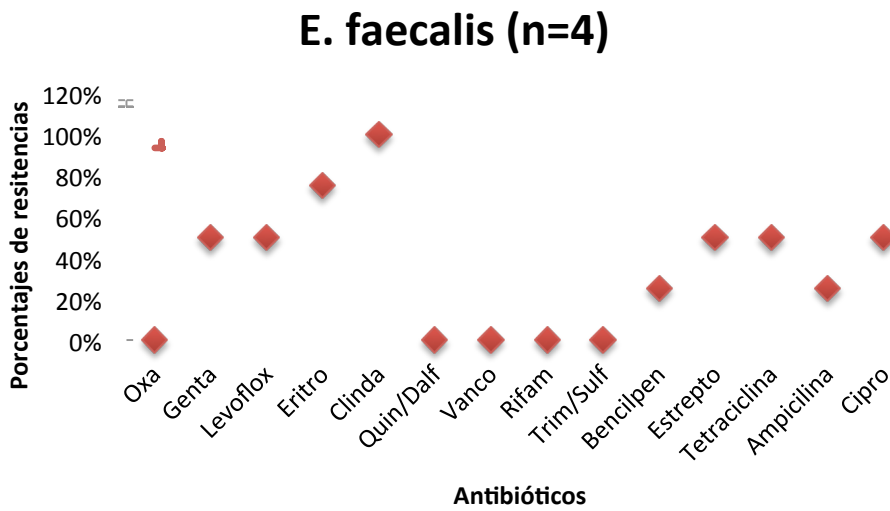 E. faecalis (n=4)
Porcentajes de resitencias
120%
100%
80%
60%
40%
20%
0%
Oxa
Genta
Levoflox
Eritro
Clinda
Quin/Dalf
Vanco
Rifam
Trim/Sulf
Bencilpen
Estrepto
Tetraciclina
Ampicilina
Cipro
Antibióticos